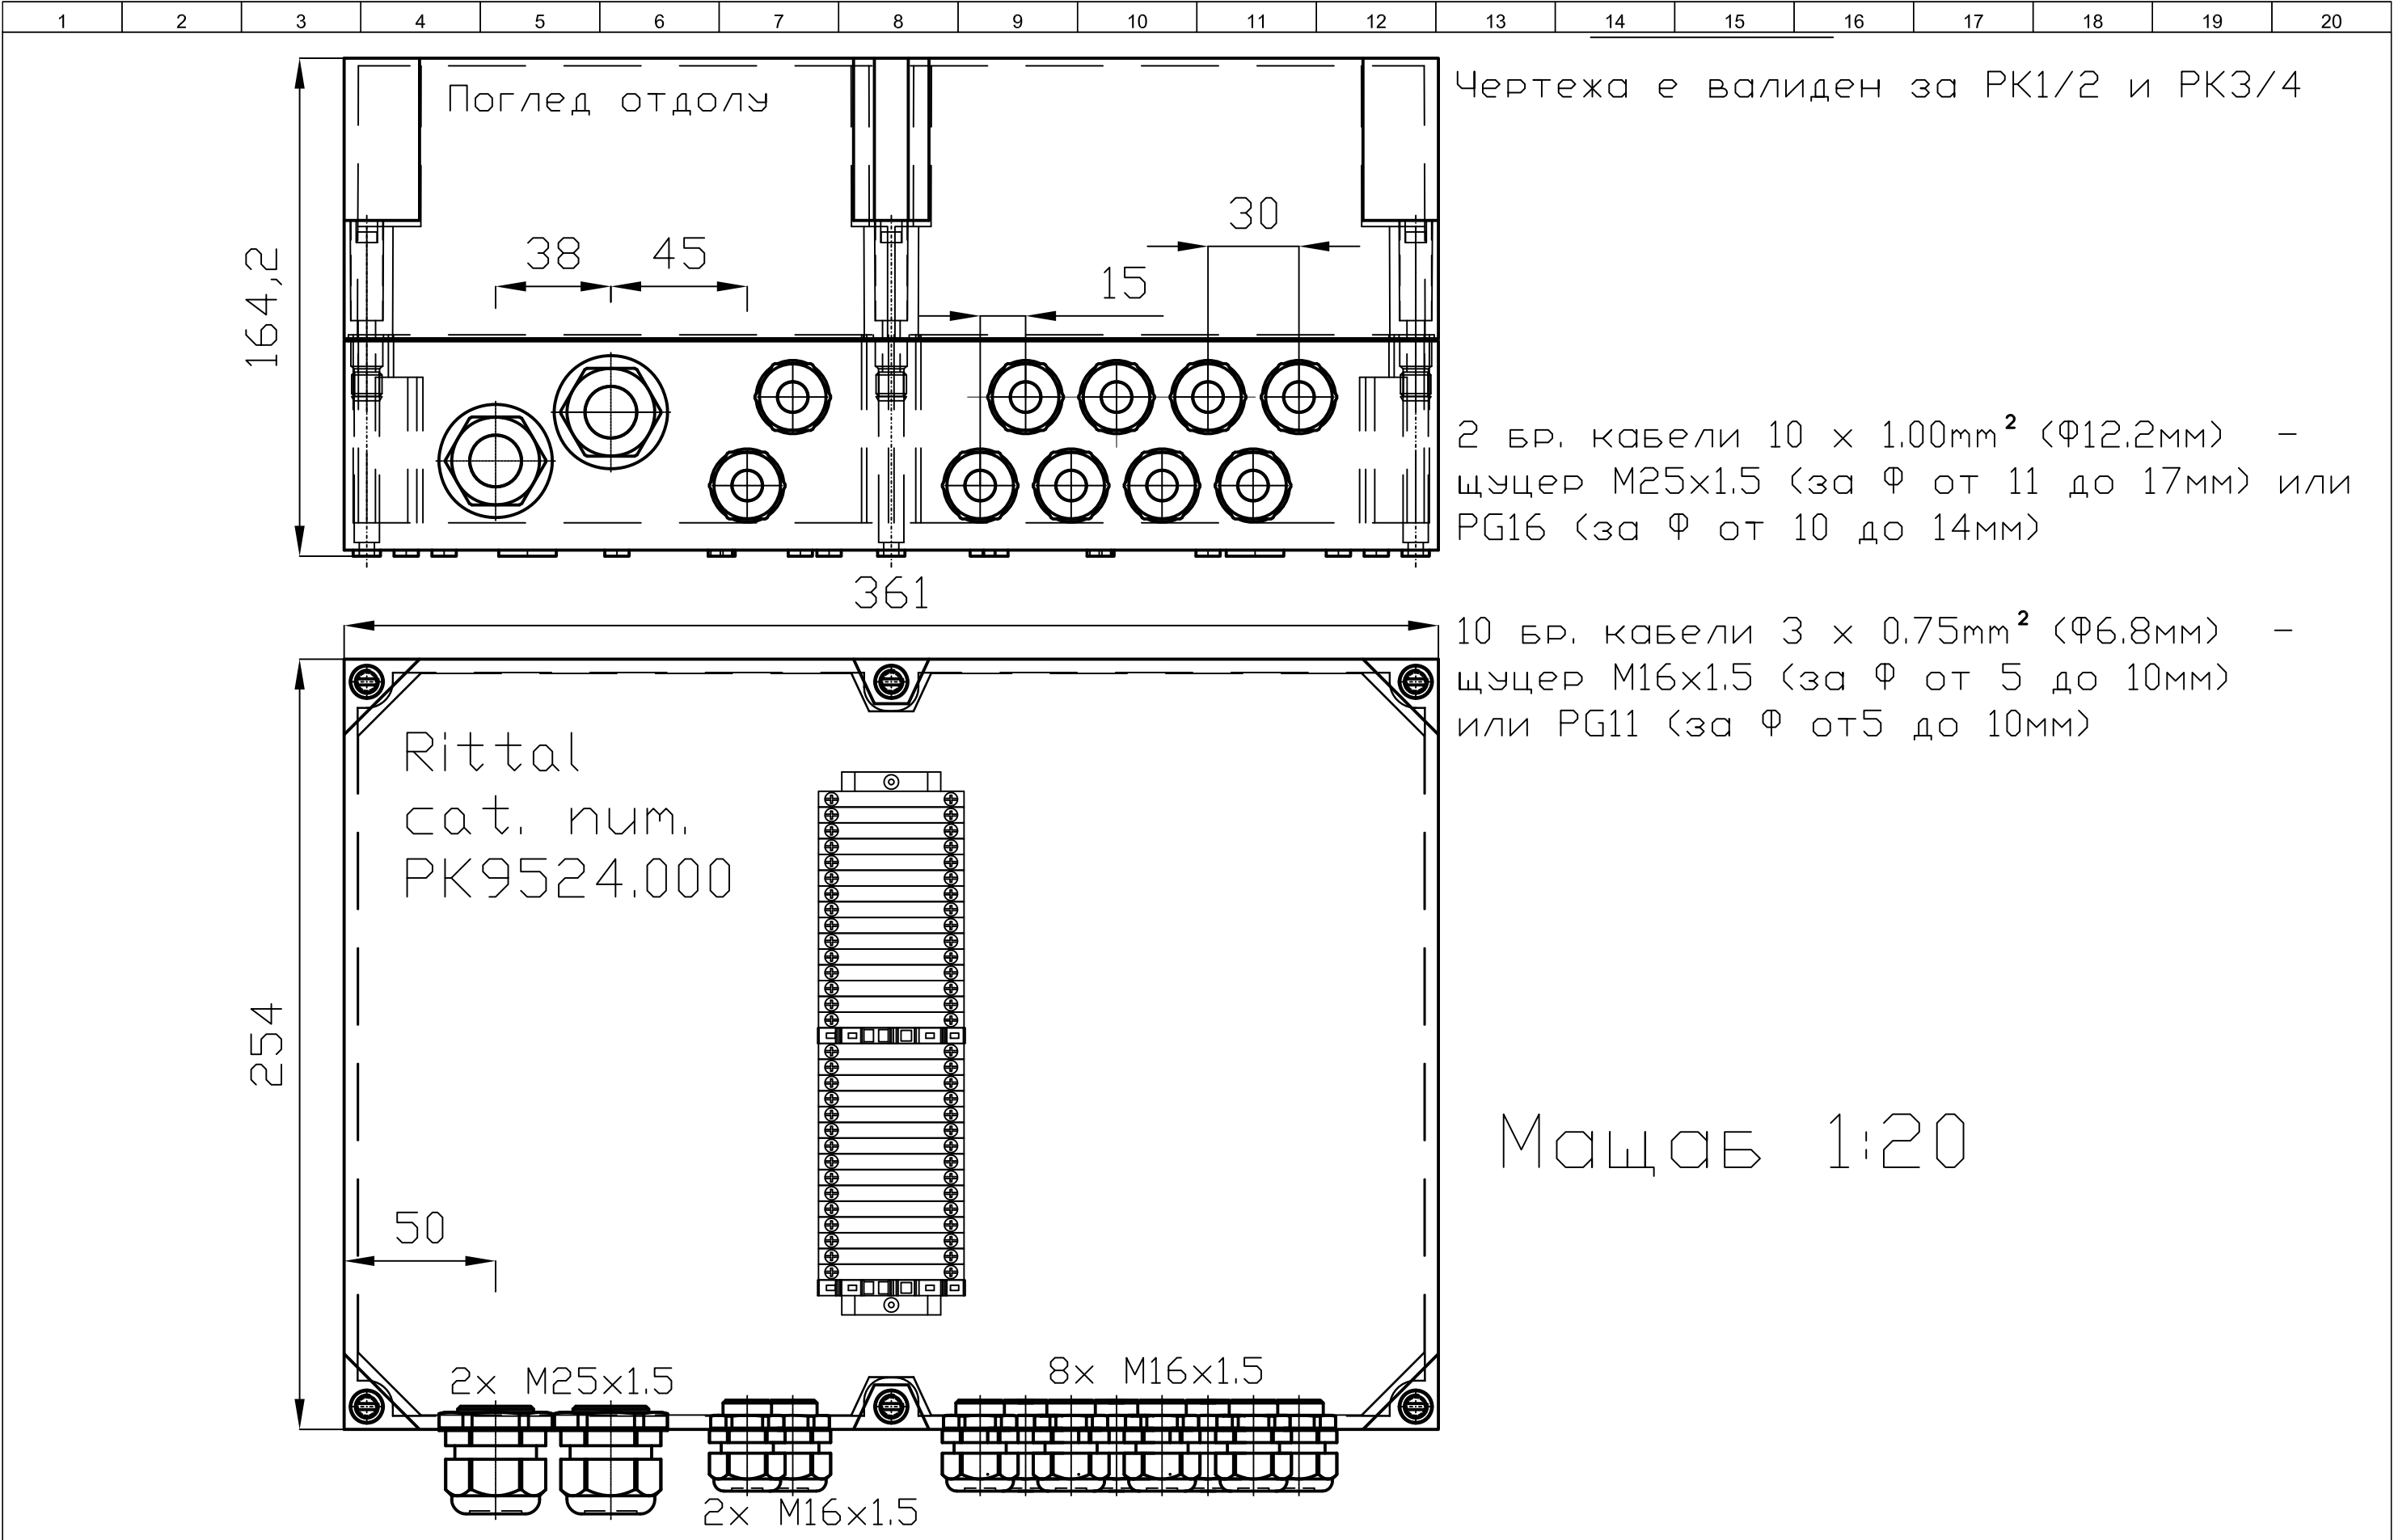 1 2 3 4 5 6 7 8 9 10 11 12 13 14 15 16 17 18 19 20
Поглед отдолу
Чертежа е валиден за РК1/2 и РК3/4
30
38 45
15
164,2
2 бр. кабели 10 x 1.00mm² (Ф12.2мм) -
щуцер М25x1.5 (за Ф от 11 до 17мм) или
PG16 (за Ф от 10 до 14мм)
361
10 бр. кабели 3 x 0.75mm² (Ф6.8мм) -
щуцер М16x1.5 (за Ф от 5 до 10мм)
или PG11 (за Ф от5 до 10мм)
Rittal
cat. num.
PK9524.000
254
Мащаб 1:20
50
2x M25x1.5
8x M16x1.5
2x M16x1.5